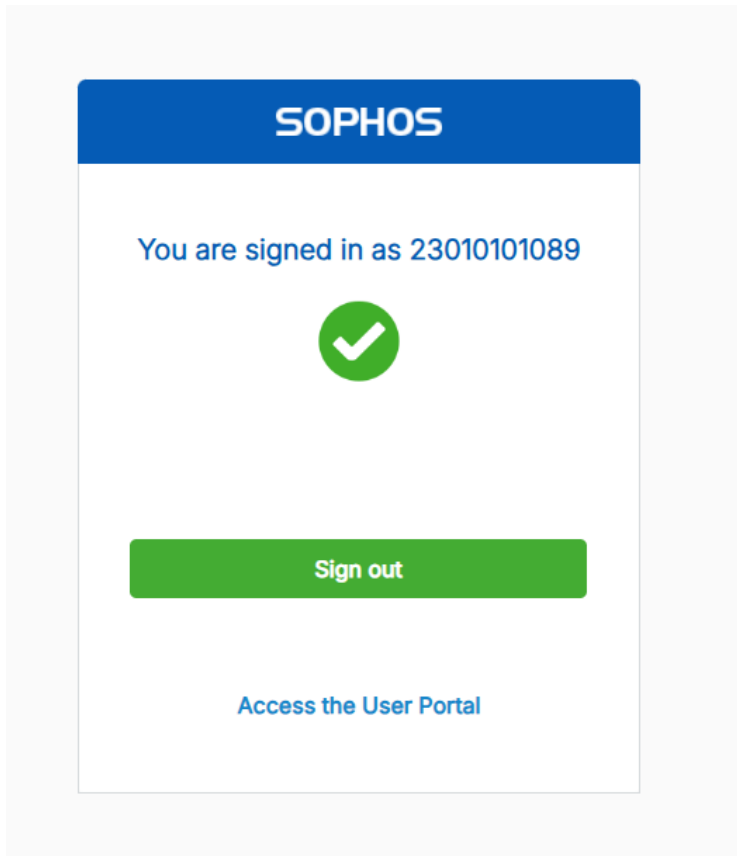 SOPHOS
You are signed in as 23010101089
Sign out
Access the User Portal